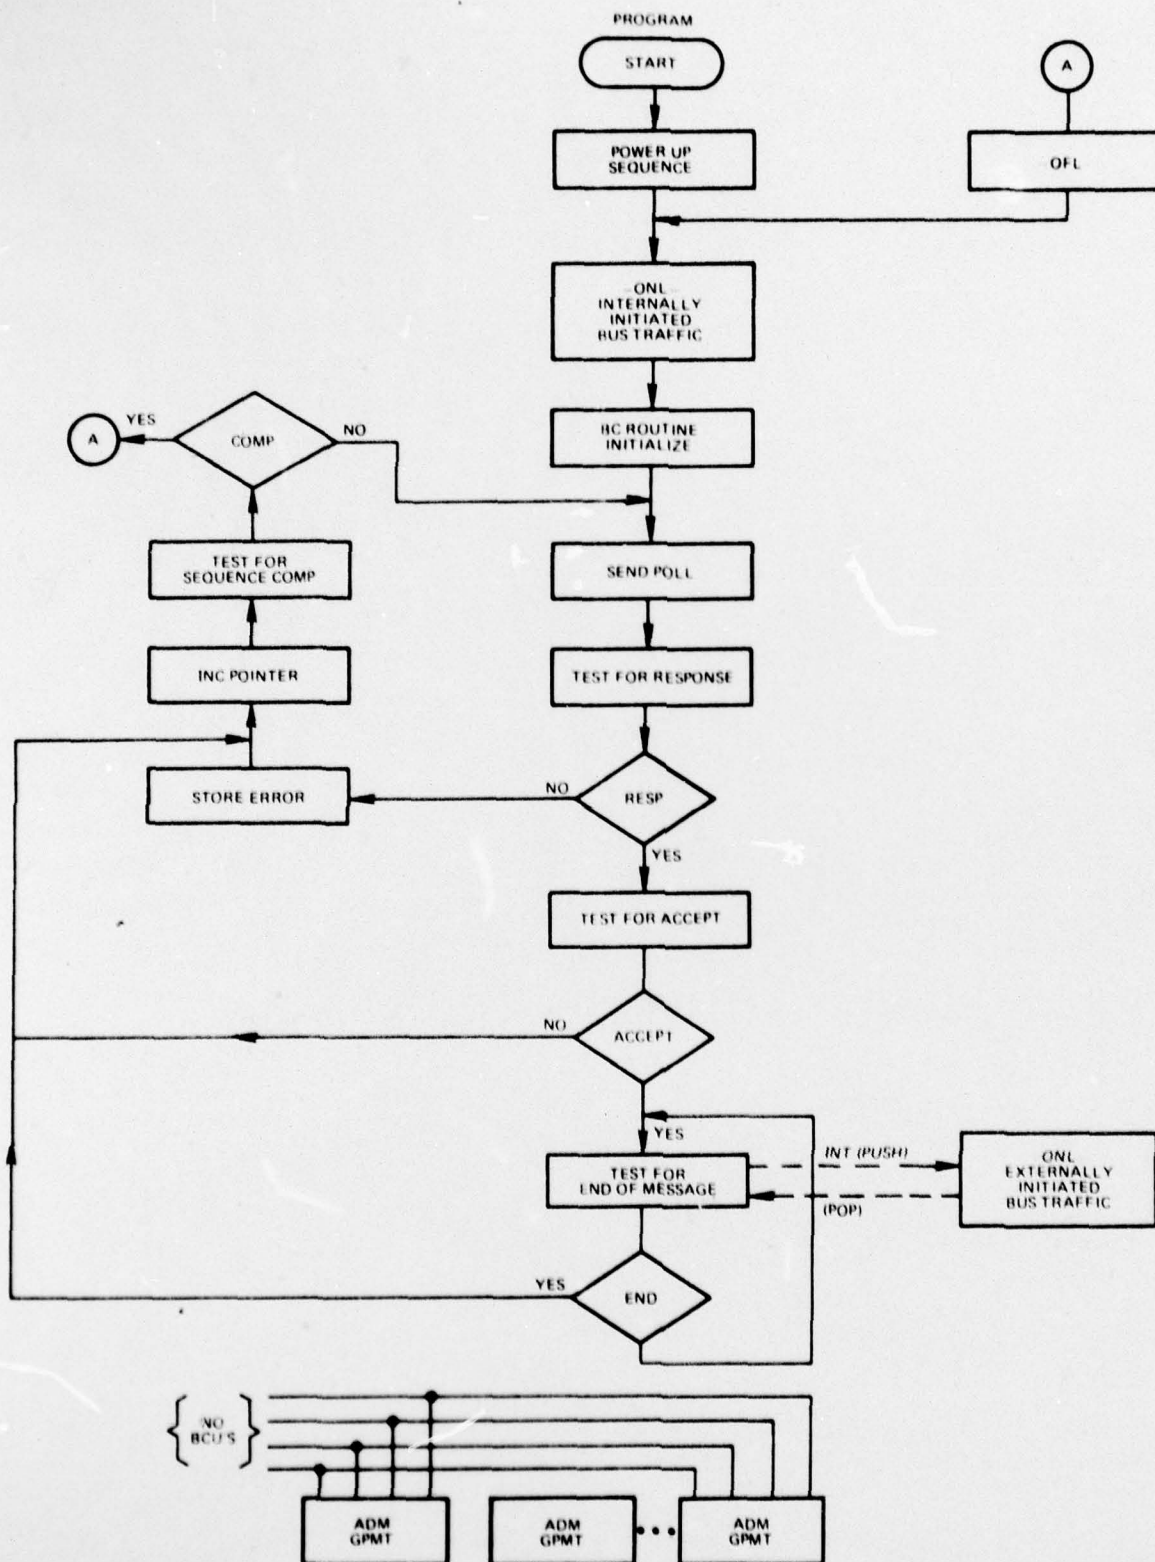 PROGRAM
START
A
POWER UP
SEQUENCE
OFL
ONL
INTERNALLY
INITIATED
BUS TRAFFIC
A
YES
COMP
NO
BC ROUTINE
INITIALIZE
TEST FOR
SEQUENCE COMP
SEND POLL
INC POINTER
TEST FOR RESPONSE
STORE ERROR
NO
RESP
YES
TEST FOR ACCEPT
NO
ACCEPT
YES
TEST FOR
END OF MESSAGE
INT (PUSH)
(POP)
ONL
EXTERNALLY
INITIATED
BUS TRAFFIC
YES
END
NO
BCU'S
ADM
GPMT
ADM
GPMT
ADM
GPMT